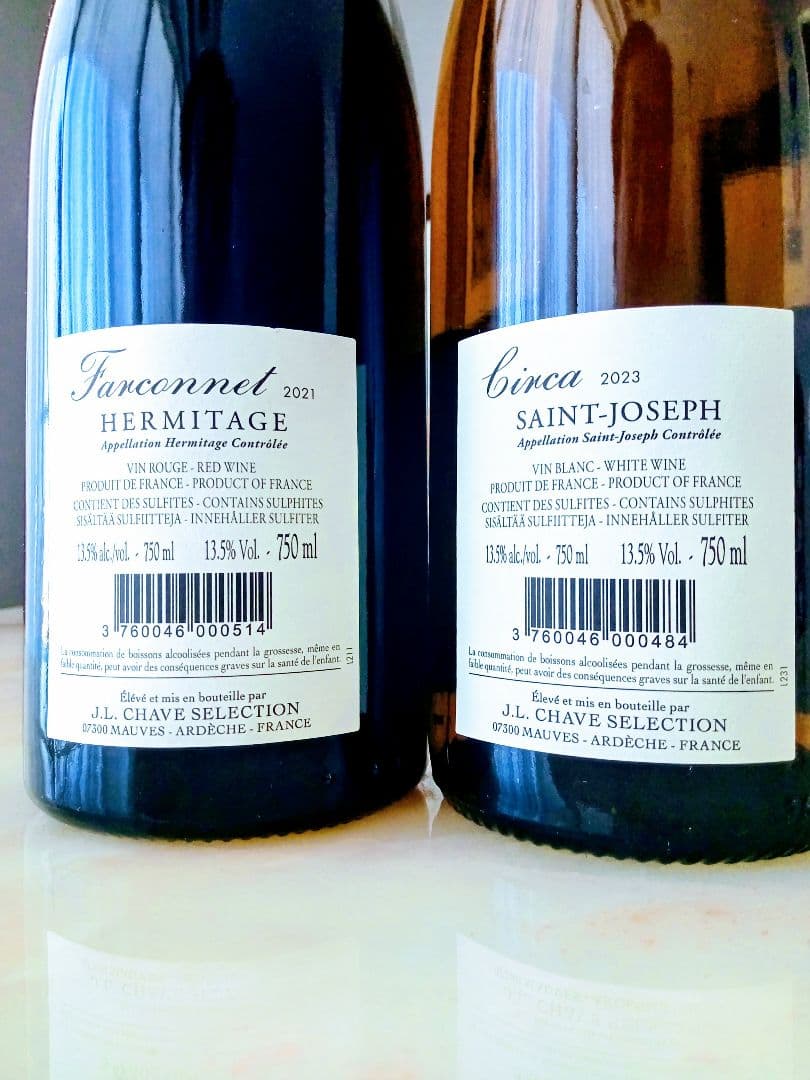 Farconnet 2021
HERMITAGE
Appellation Hermitage Contrôlée
VIN ROUGE - RED WINE
PRODUIT DE FRANCE - PRODUCT OF FRANCE
CONTIENT DES SULFITES - CONTAINS SULPHITES
SISÄLTÄÄ SULFIITTEJA - INNEHÅLLER SULFITER
13.5% alc./vol. - 750 ml 13.5% Vol. - 750 ml
3 760046 000514
La consommation de boissons alcoolisées pendant la grossesse, même en
faible quantité, peut avoir des conséquences graves sur la santé de l'enfant.
L211
Élévé et mis en bouteille par
J.L. CHAVE SELECTION
07300 MAUVES - ARDÈCHE - FRANCE
Circa 2023
SAINT-JOSEPH
Appellation Saint-Joseph Contrôlée
VIN BLANC - WHITE WINE
PRODUIT DE FRANCE - PRODUCT OF FRANCE
CONTIENT DES SULFITES - CONTAINS SULPHITES
SISÄLTÄÄ SULFIITTEJA - INNEHÅLLER SULFITER
13.5% alc./vol. - 750 ml 13.5% Vol. - 750 ml
3 760046 000484
La consommation de boissons alcoolisées pendant la grossesse, même en
faible quantité, peut avoir des conséquences graves sur la santé de l'enfant.
L231
Élévé et mis en bouteille par
J.L. CHAVE SELECTION
07300 MAUVES - ARDÈCHE - FRANCE